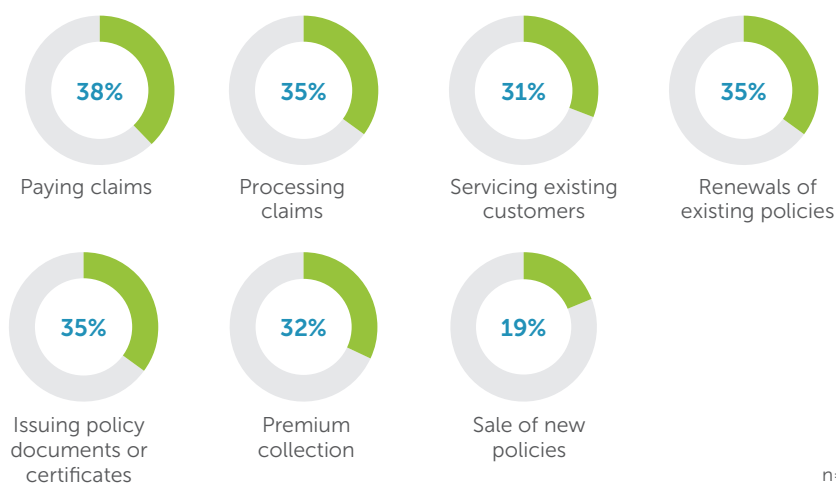 38%
35%
31%
35%
Paying claims
Processing
claims
Servicing existing
customers
Renewals of
existing policies
35%
32%
19%
Issuing policy
documents or
certificates
Premium
collection
Sale of new
policies